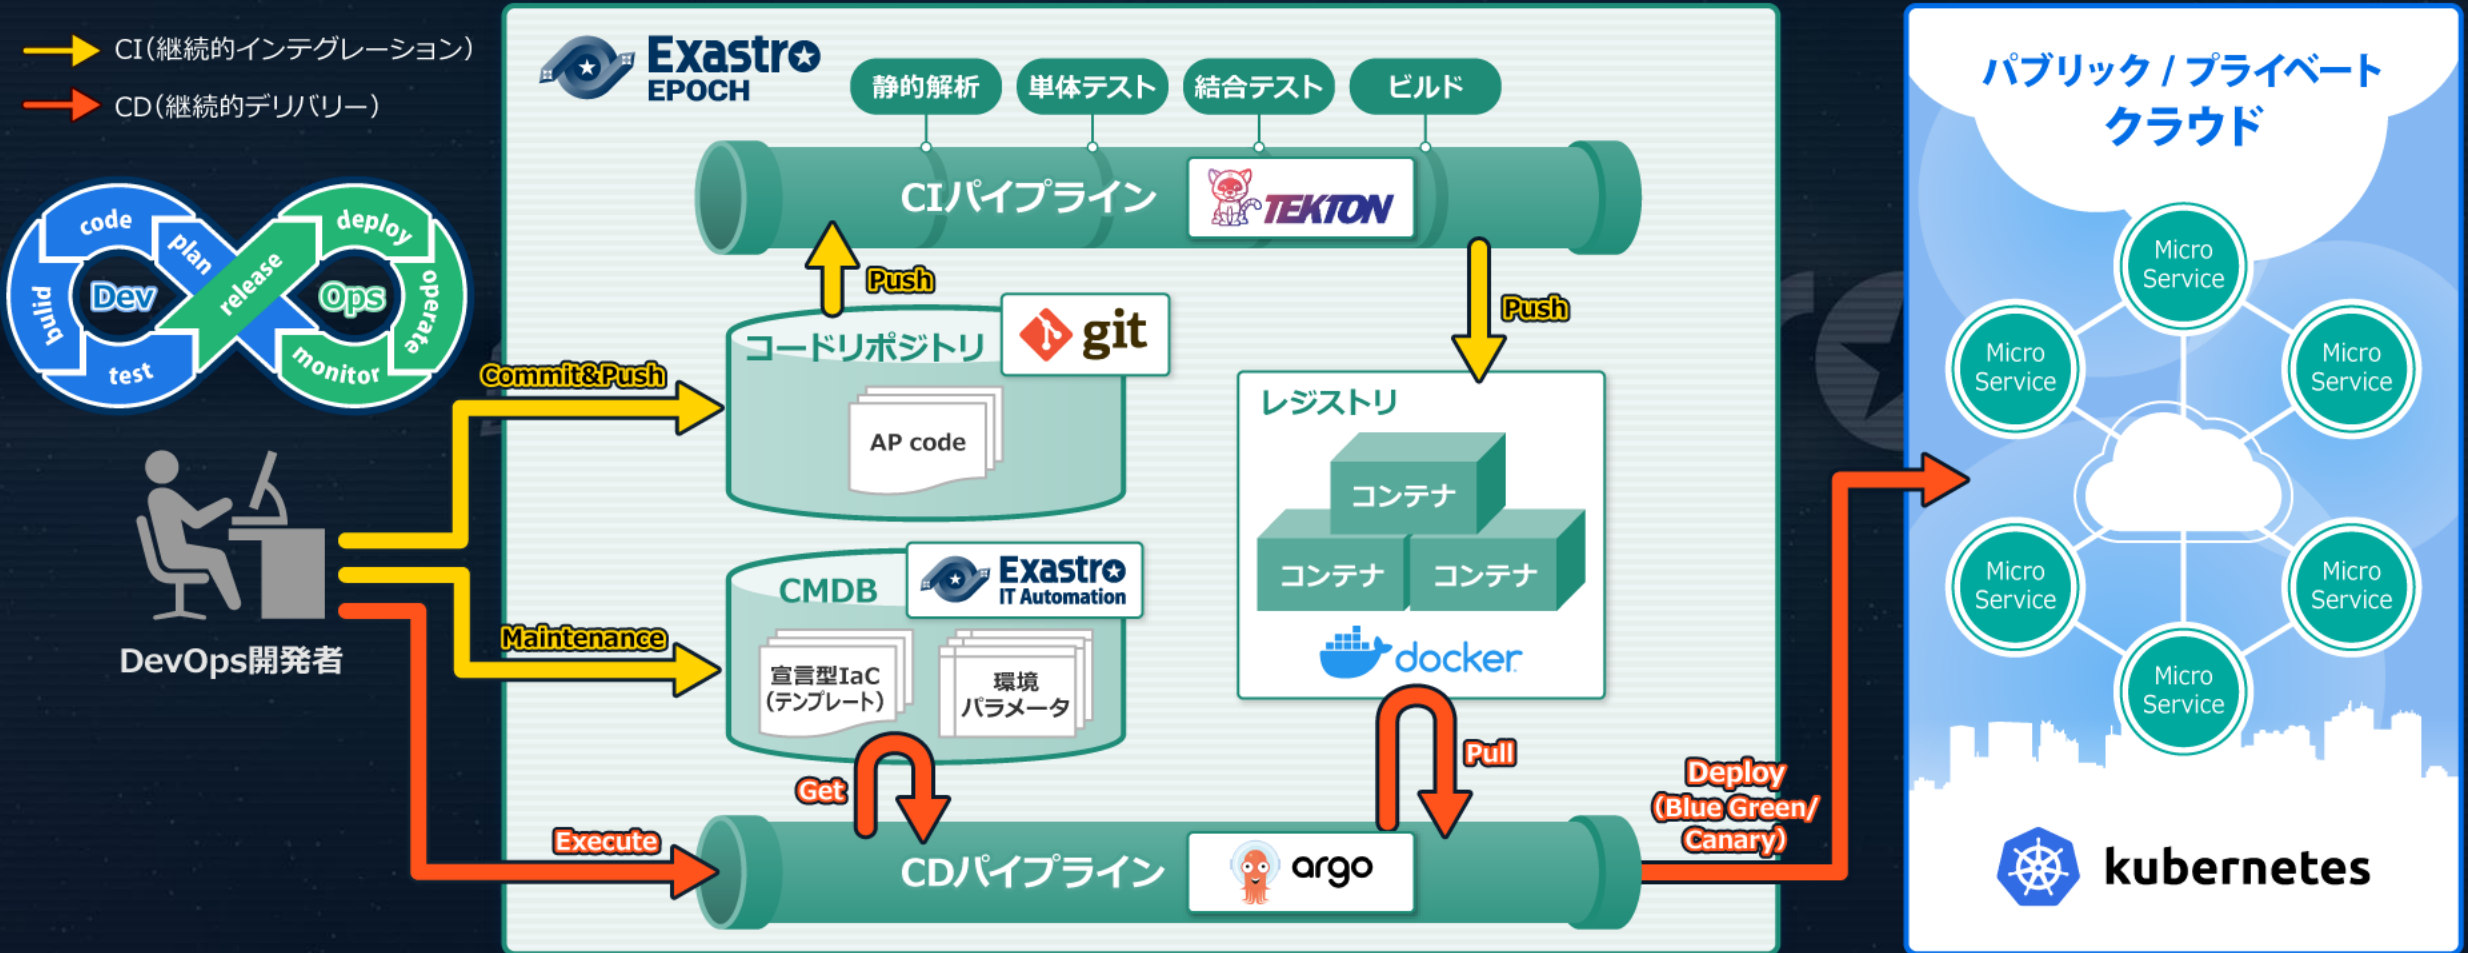 CI(継続的インテグレーション)
CD(継続的デリバリー)
code
plan
build
test
Dev
release
deploy
operate
monitor
Ops
DevOps開発者
Exastro
EPOCH
静的解析
単体テスト
結合テスト
ビルド
CIパイプライン
TEKTON
Push
Push
Commit&Push
コードリポジトリ
git
AP code
Maintenance
CMDB
Exastro
IT Automation
宣言型IaC
(テンプレート)
環境
パラメータ
レジストリ
コンテナ
コンテナ
コンテナ
docker
Get
Pull
Execute
CDパイプライン
argo
Deploy
(Blue Green/
Canary)
パブリック / プライベート
クラウド
Micro
Service
Micro
Service
Micro
Service
Micro
Service
Micro
Service
Micro
Service
kubernetes